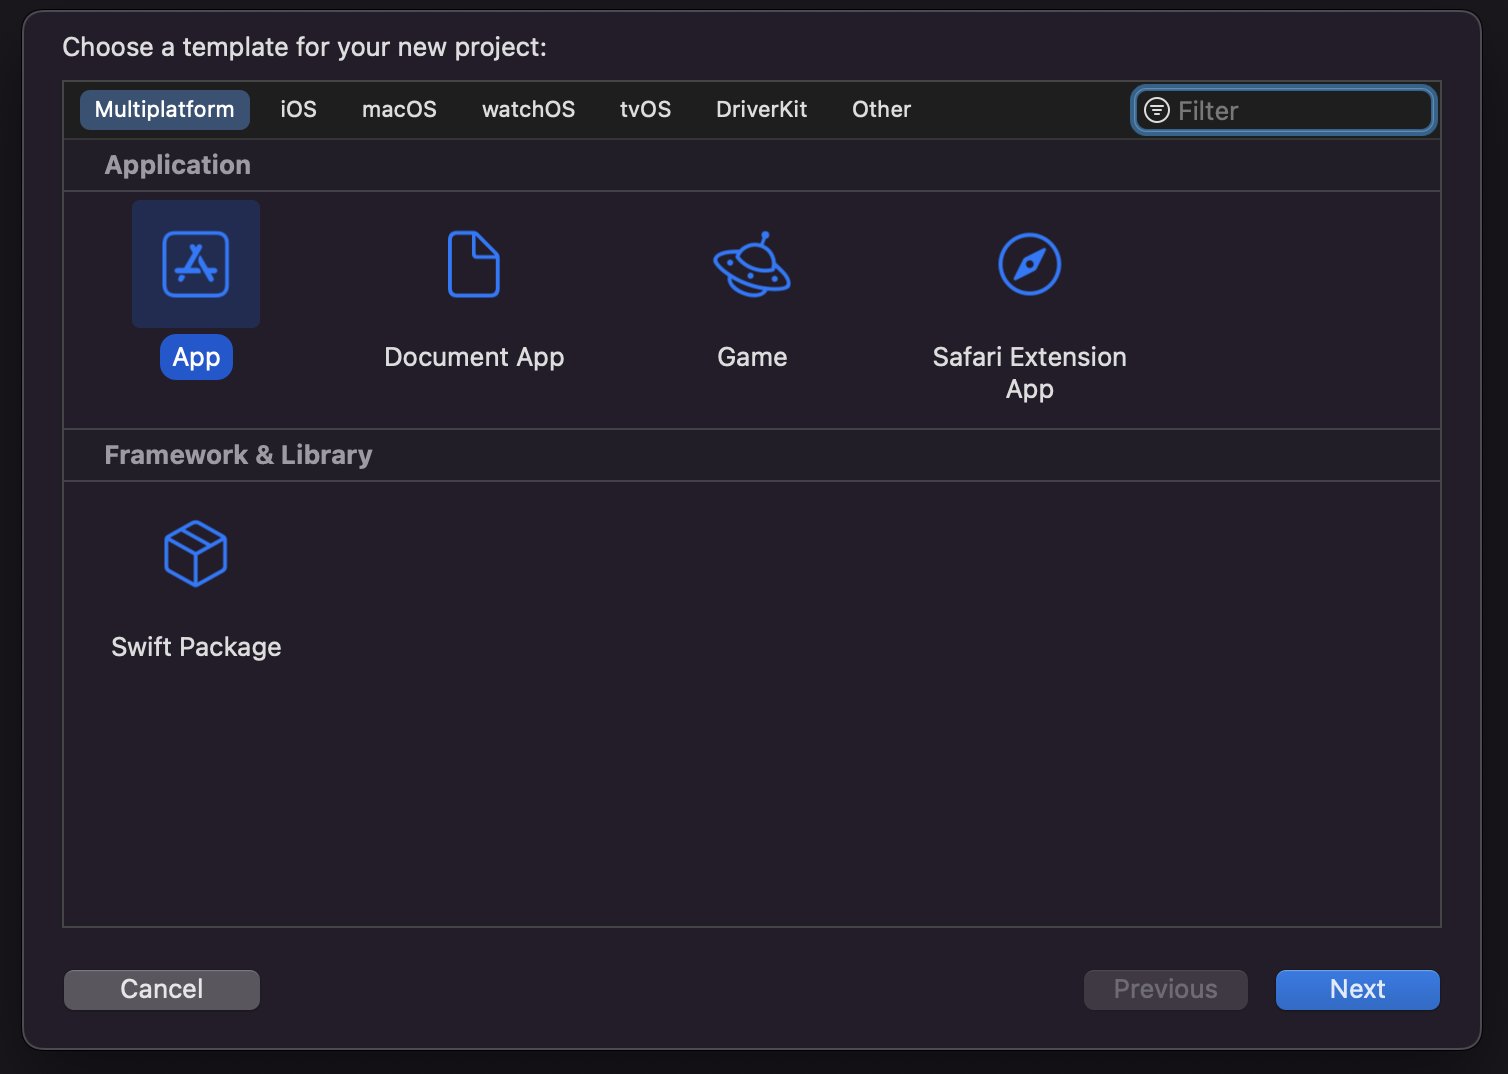 Choose a template for your new project:
Multiplatform iOS macOS watchOS tvOS DriverKit Other Filter
Application
App Document App Game Safari Extension
App
Framework & Library
Swift Package
Cancel Previous Next